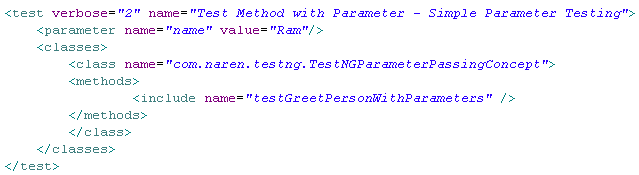 <test verbose="2" name="Test Method with Parameter - Simple Parameter Testing">
<parameter name="name" value="Ram"/>
<classes>
<class name="com.naren.testng.TestNGParameterPassingConcept">
<methods>
<include name="testGreetPersonWithParameters" />
</methods>
</class>
</classes>
</test>